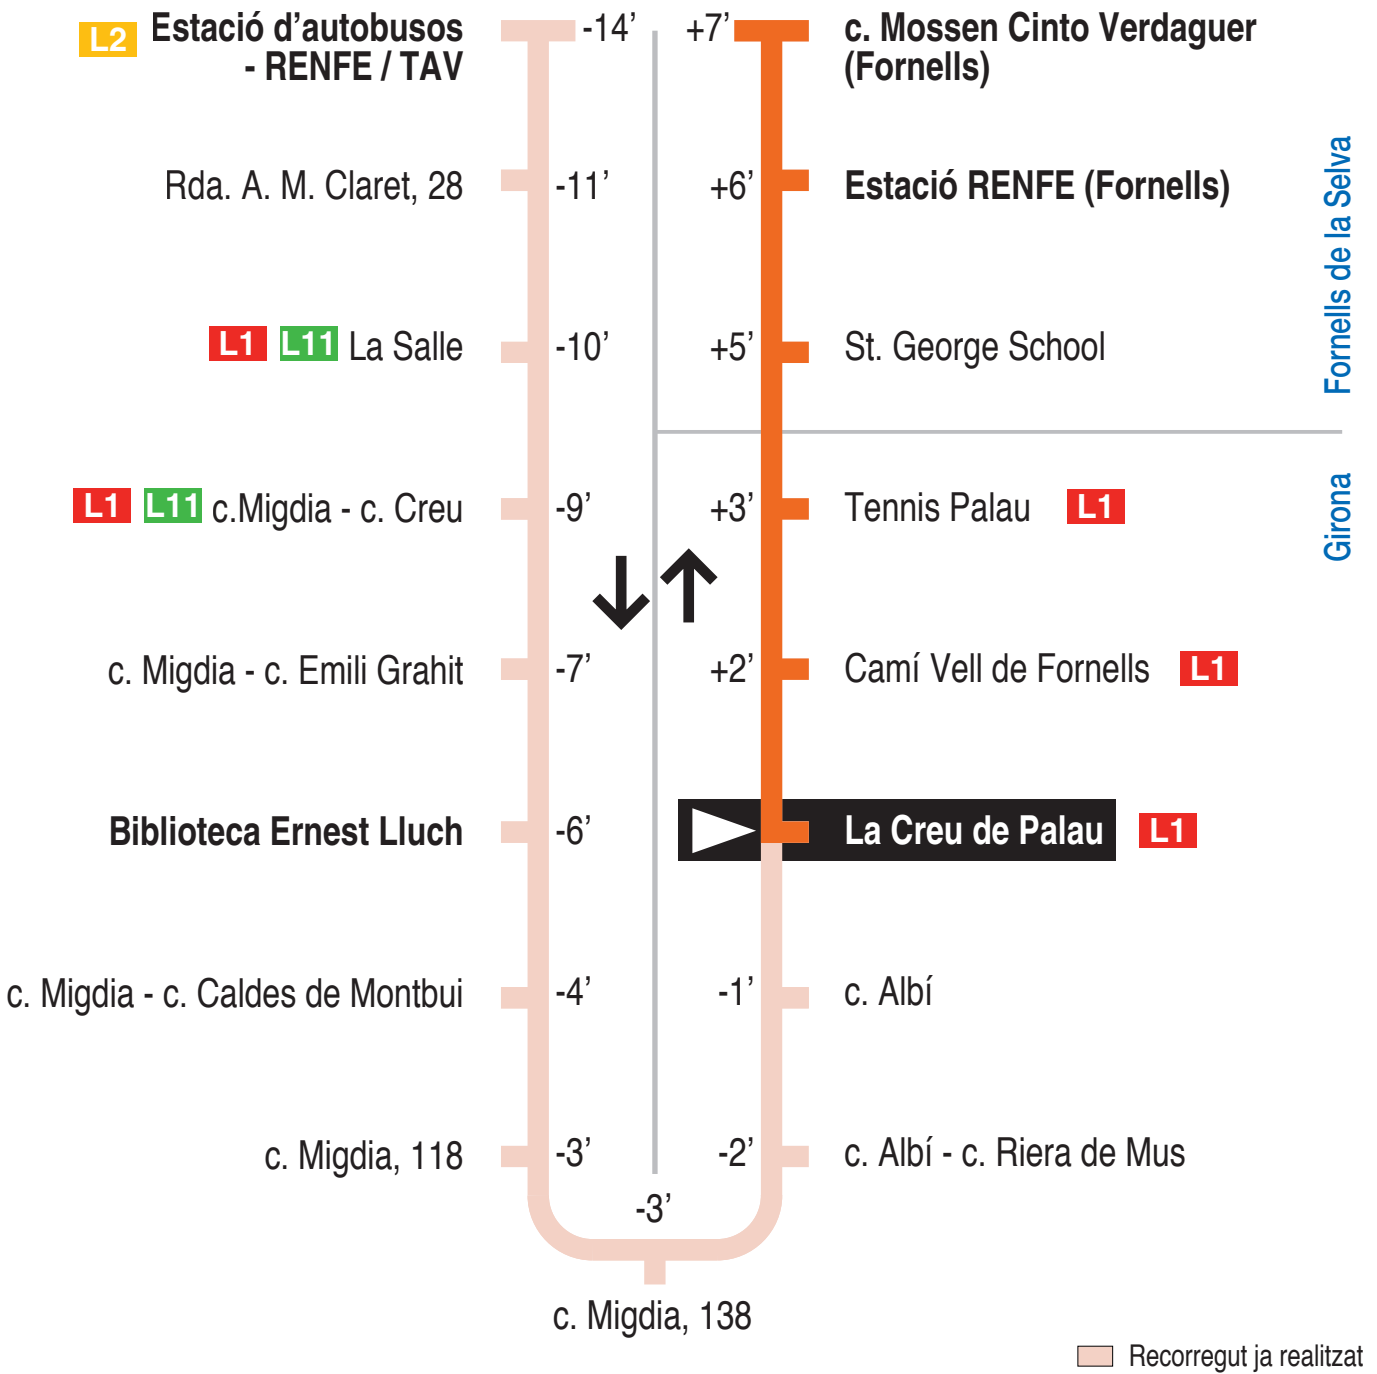 L2 Estació d’autobusos
- RENFE / TAV
-14’
+7’
c. Mossen Cinto Verdaguer
(Fornells)
Rda. A. M. Claret, 28
-11’
+6’
Estació RENFE (Fornells)
L1 L11 La Salle
-10’
+5’
St. George School
Fornells de la Selva
L1 L11 c.Migdia - c. Creu
-9’
+3’
Tennis Palau L1
Girona
c. Migdia - c. Emili Grahit
-7’
+2’
Camí Vell de Fornells L1
Biblioteca Ernest Lluch
-6’
La Creu de Palau L1
c. Migdia - c. Caldes de Montbui
-4’
-1’
c. Albí
c. Migdia, 118
-3’
-2’
c. Albí - c. Riera de Mus
-3’
c. Migdia, 138
Recorregut ja realitzat